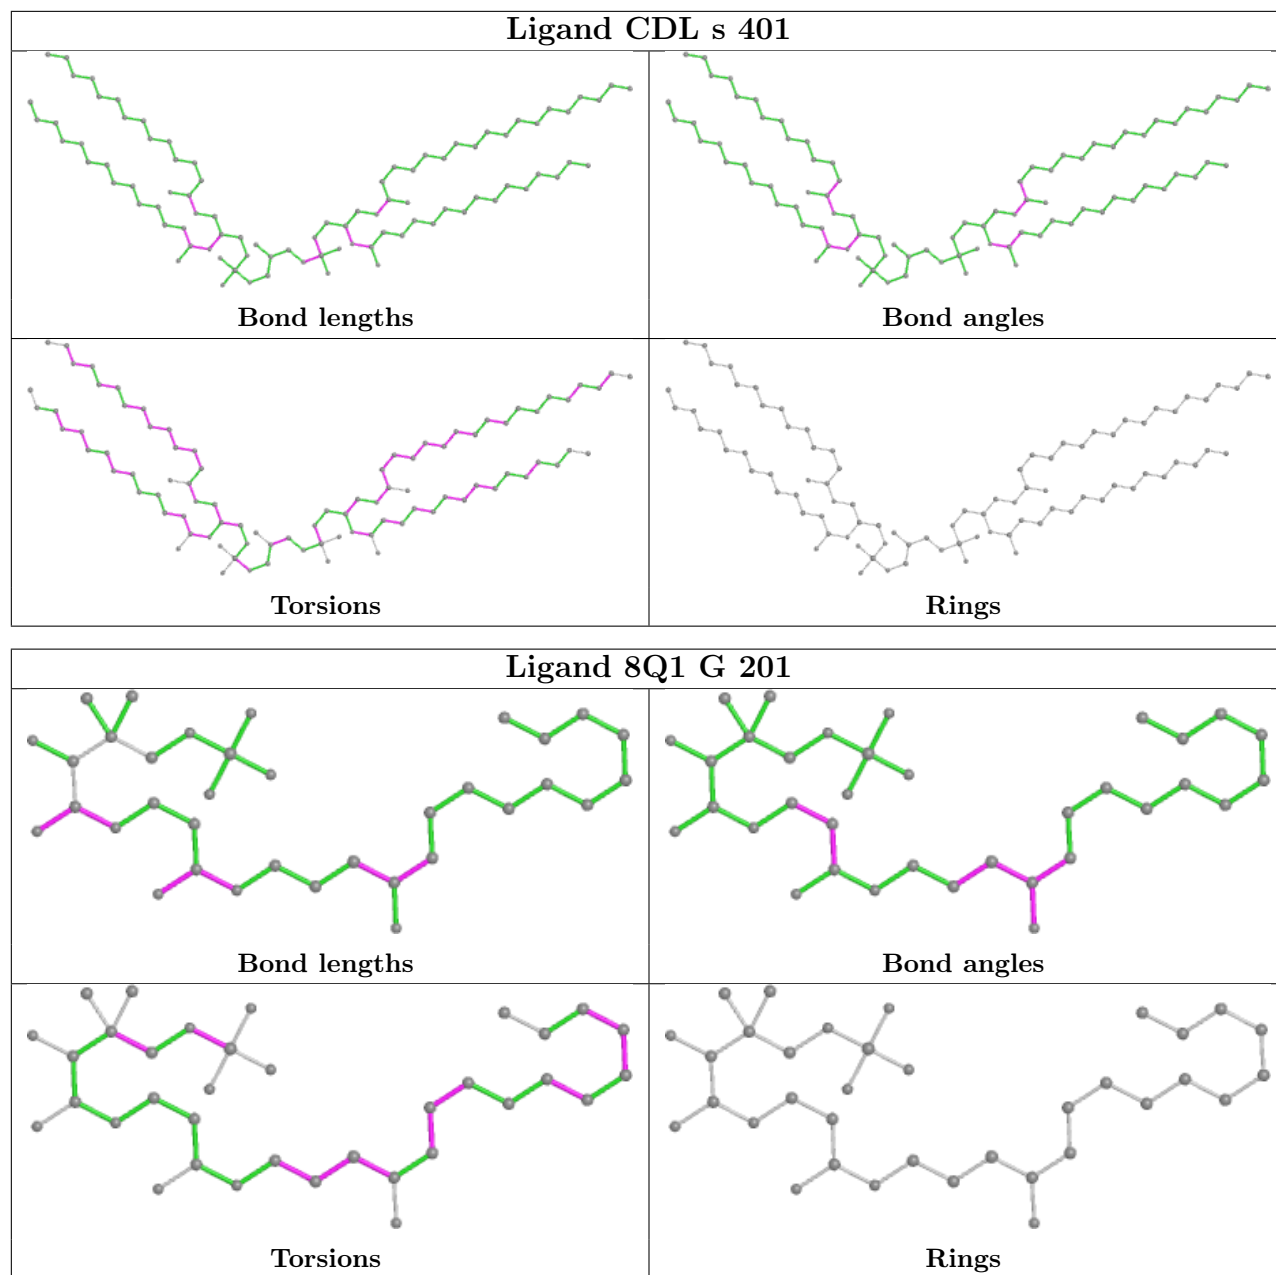 Ligand CDL s 401
Bond lengths
Bond angles
Torsions
Rings
Ligand 8Q1 G 201
Bond lengths
Bond angles
Torsions
Rings